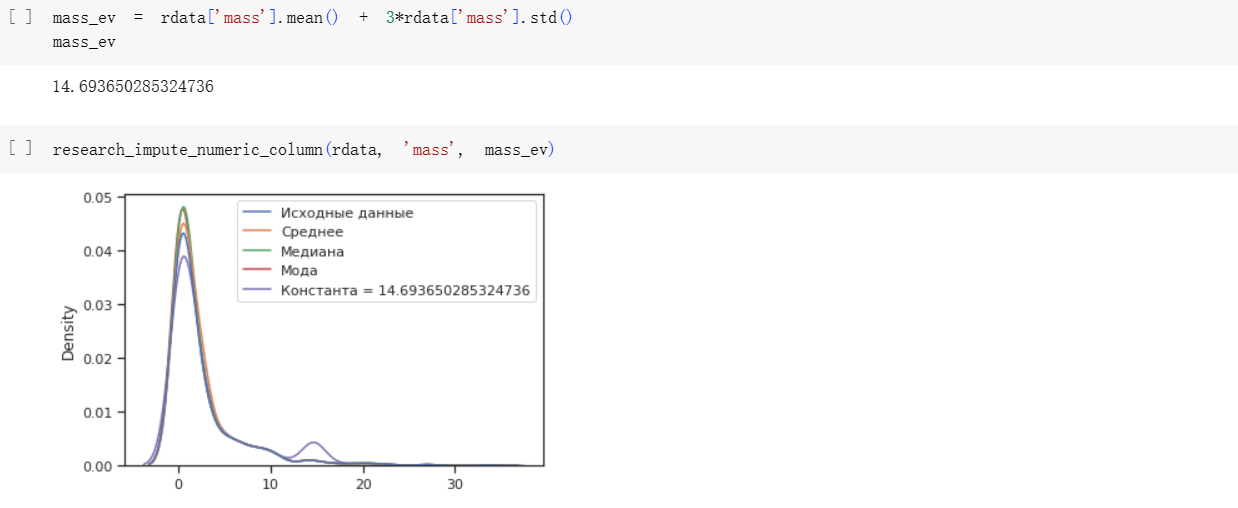 [ ] mass_ev = rdata['mass'].mean() + 3*rdata['mass'].std()
mass_ev
14.693650285324736
[ ] research_impute_numeric_column(rdata, 'mass', mass_ev)
Исходные данные
Среднее
Медиана
Мода
Константа = 14.693650285324736
Density
0.05
0.04
0.03
0.02
0.01
0.00
0 10 20 30